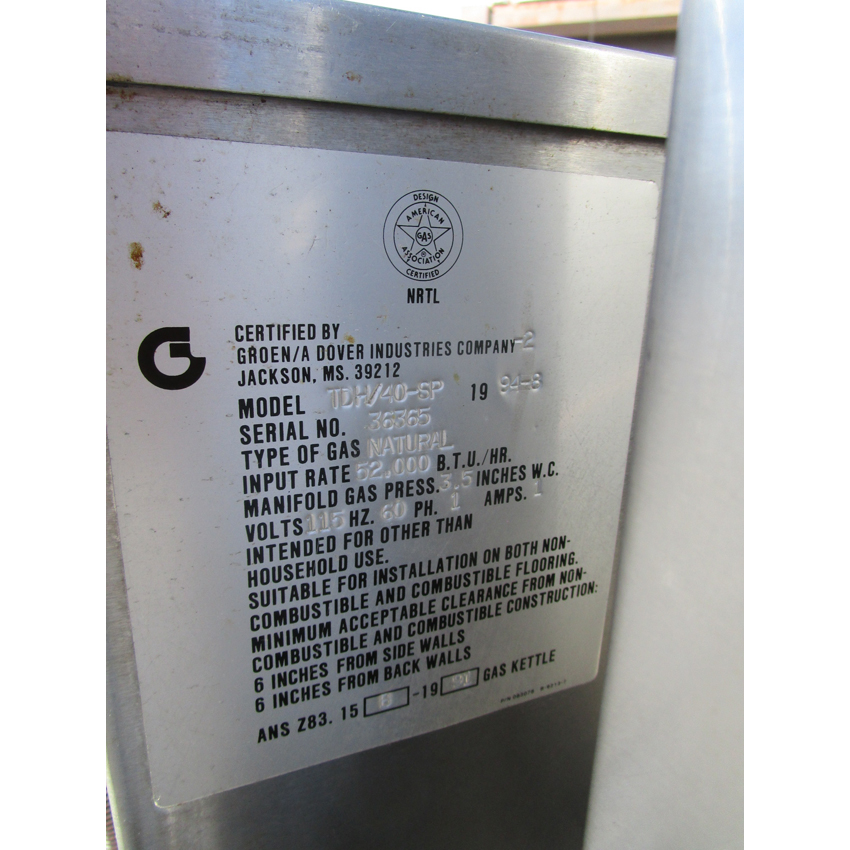 DESIGN
AMERICAN
GAS
ASSOCIATION
CERTIFIED
NRTL
CERTIFIED BY
GROEN/A DOVER INDUSTRIES COMPANY-2
JACKSON, MS. 39212
MODEL TDH/40-SP 19 94-3
SERIAL NO. 36365
TYPE OF GAS NATURAL
INPUT RATE 52,000 B.T.U./HR.
MANIFOLD GAS PRESS. 3.5 INCHES W.C.
VOLTS 115 HZ. 60 PH. 1 AMPS. 1
INTENDED FOR OTHER THAN
HOUSEHOLD USE.
SUITABLE FOR INSTALLATION ON BOTH NON-
COMBUSTIBLE AND COMBUSTIBLE FLOORING.
MINIMUM ACCEPTABLE CLEARANCE FROM NON-
COMBUSTIBLE AND COMBUSTIBLE CONSTRUCTION:
6 INCHES FROM SIDE WALLS
6 INCHES FROM BACK WALLS
ANS Z83. 15 -19 91 GAS KETTLE